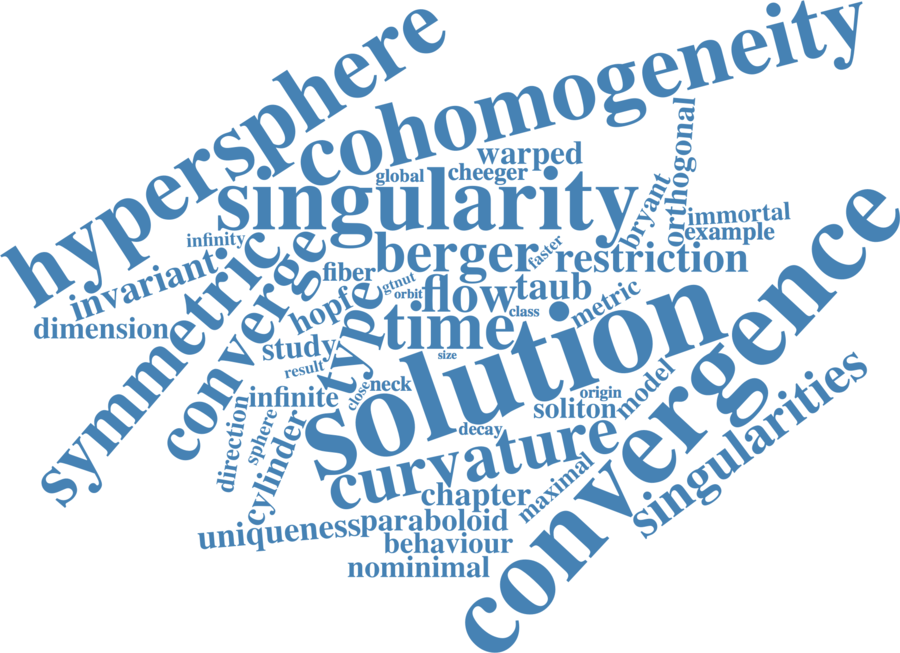 hypersphere
cohomogeneity
warped
global
cheeger
singularity
orthogonal
bryant
immortal
example
infinity
berger
faster
restriction
invariant
symmetric
converge
fiber
gtnut
orbit
flow
taub
class
metric
dimension
hopf
type
time
study
result
size
solution
convergence
infinite
close
neck
origin
soliton
model
direction
sphere
cylinder
decay
curvature
singularities
chapter
maximal
uniqueness
paraboloid
behaviour
nominimal